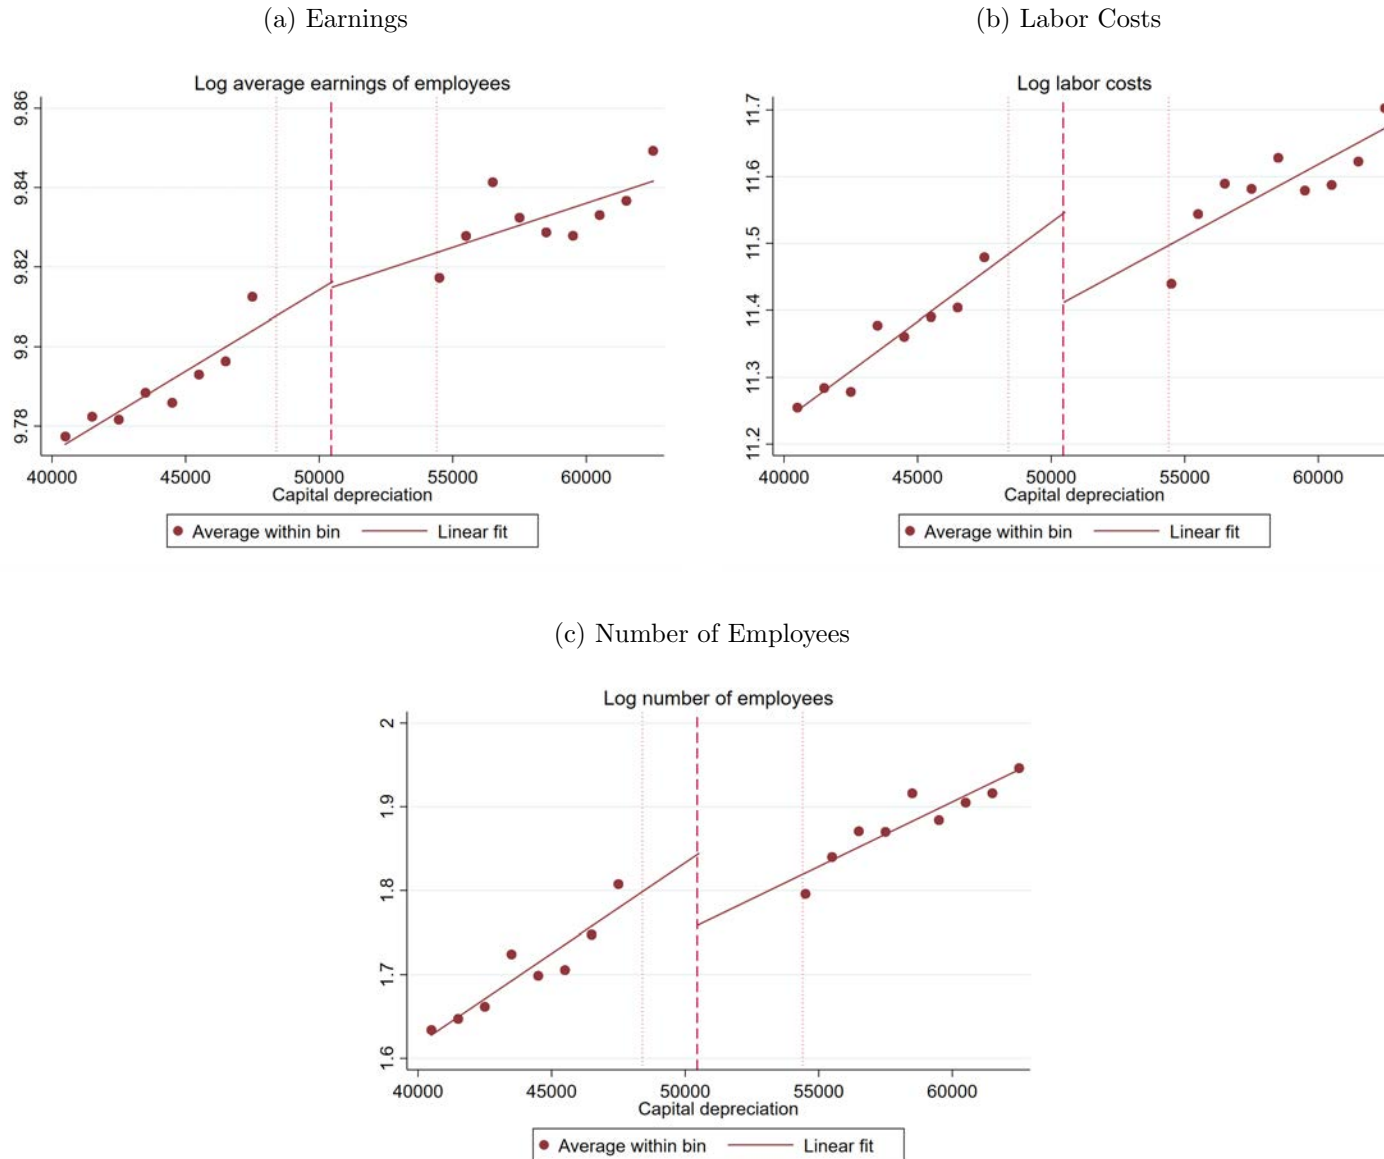 (a) Earnings
Log average earnings of employees
9.86
9.84
9.82
9.8
9.78
40000 45000 50000 55000 60000
Capital depreciation
Average within bin Linear fit
(b) Labor Costs
Log labor costs
11.7
11.6
11.5
11.4
11.3
11.2
40000 45000 50000 55000 60000
Capital depreciation
Average within bin Linear fit
(c) Number of Employees
Log number of employees
2
1.9
1.8
1.7
1.6
40000 45000 50000 55000 60000
Capital depreciation
Average within bin Linear fit